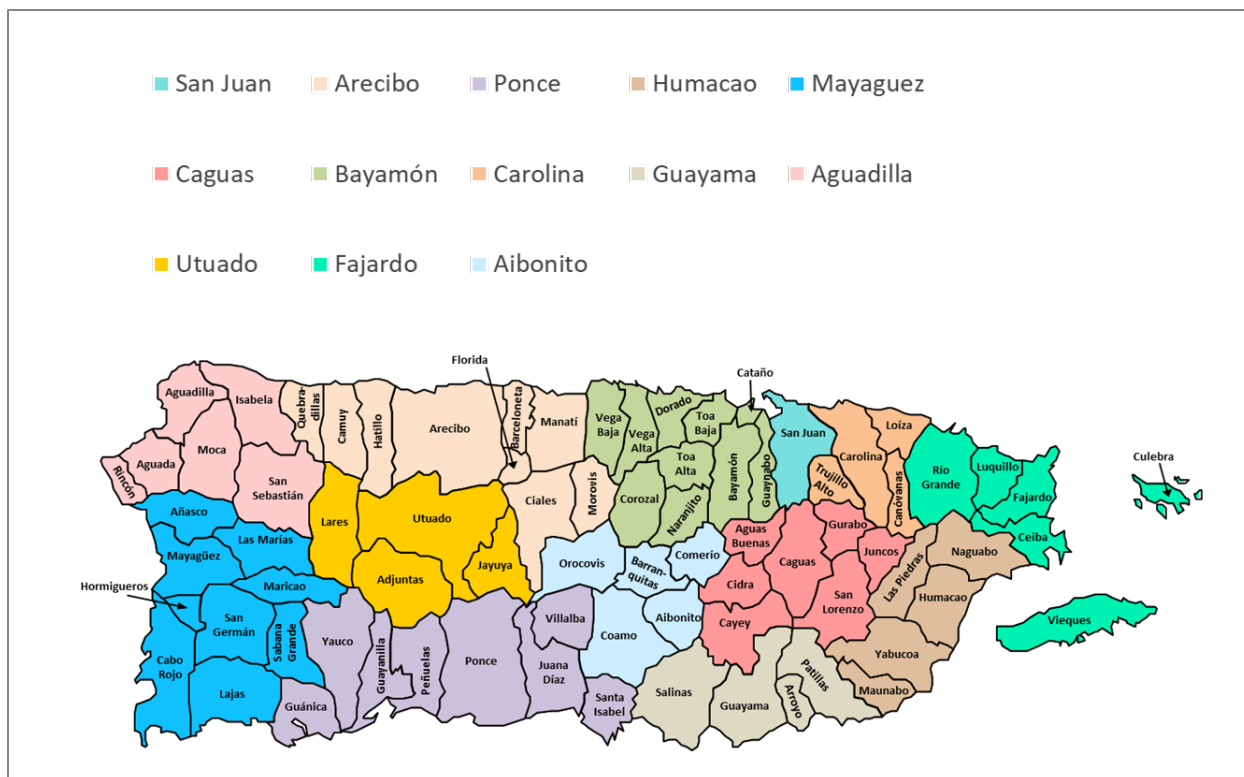 San Juan
Arecibo
Ponce
Humacao
Mayaguez
Caguas
Bayamón
Carolina
Guayama
Aguadilla
Utuado
Fajardo
Aibonito
Florida
Cataño
Culebra
Aguadilla
Isabela
Quebra-
dillas
Camuy
Hatillo
Arecibo
Barceloneta
Manatí
Vega
Baja
Vega
Alta
Dorado
Toa
Baja
San Juan
Loíza
Moca
Aguada
Rincón
San
Sebastián
Ciales
Morovis
Corozal
Toa
Alta
Naranjito
Bayamón
Guaynabo
Trujillo
Alto
Carolina
Canóvanas
Río
Grande
Luquillo
Fajardo
Ceiba
Añasco
Las Marías
Mayagüez
Maricao
Hormigueros
Lares
Utuado
Adjuntas
Jayuya
Orocovis
Barran-
quitas
Comerío
Aguas
Buenas
Cidra
Caguas
Gurabo
Juncos
Las Piedras
Naguabo
Humacao
San
Lorenzo
Cayey
Aibonito
Coamo
Villalba
San
Germán
Sabana
Grande
Yauco
Guayanilla
Peñuelas
Ponce
Juana
Díaz
Cabo
Rojo
Lajas
Guánica
Santa
Isabel
Salinas
Guayama
Arroyo
Patillas
Yabucoa
Maunabo
Vieques